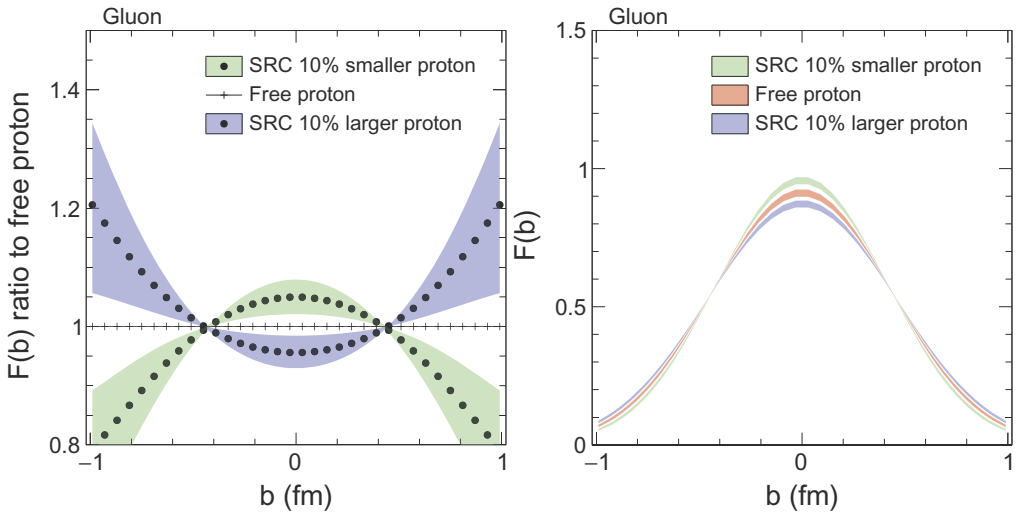 Gluon
SRC 10% smaller proton
Free proton
SRC 10% larger proton
F(b) ratio to free proton
1.4
1.2
1
0.8
−1
0
1
b (fm)
Gluon
SRC 10% smaller proton
Free proton
SRC 10% larger proton
F(b)
1.5
1
0.5
0
−1
0
1
b (fm)